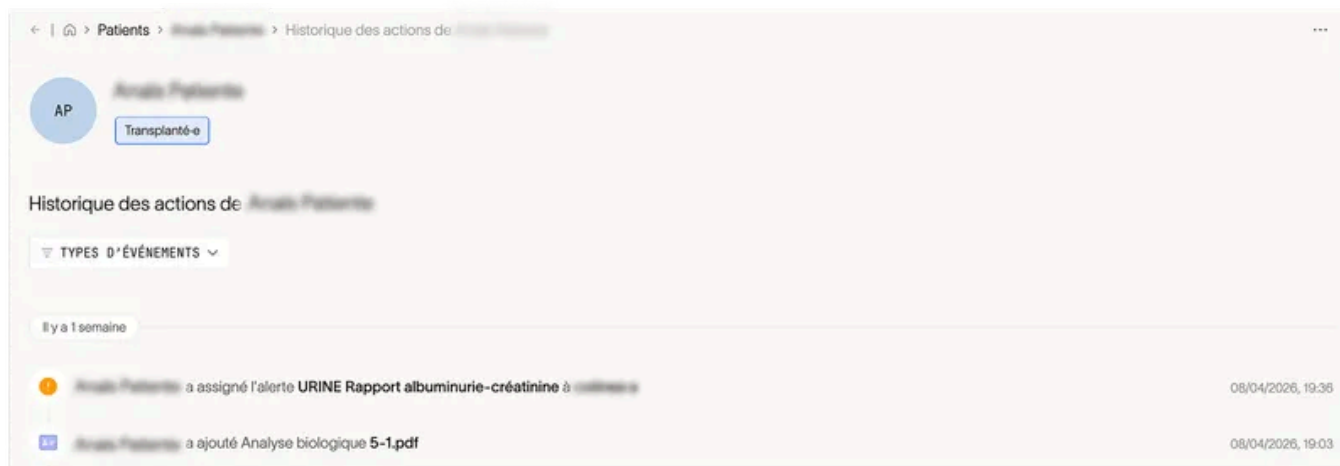 Patients > > Historique des actions de
...
AP
Transplanté·e
Historique des actions de
TYPES D'ÉVÉNEMENTS
Il y a 1 semaine
a assigné l'alerte URINE Rapport albuminurie-créatinine à 08/04/2026, 19:36
a ajouté Analyse biologique 5-1.pdf 08/04/2026, 19:03